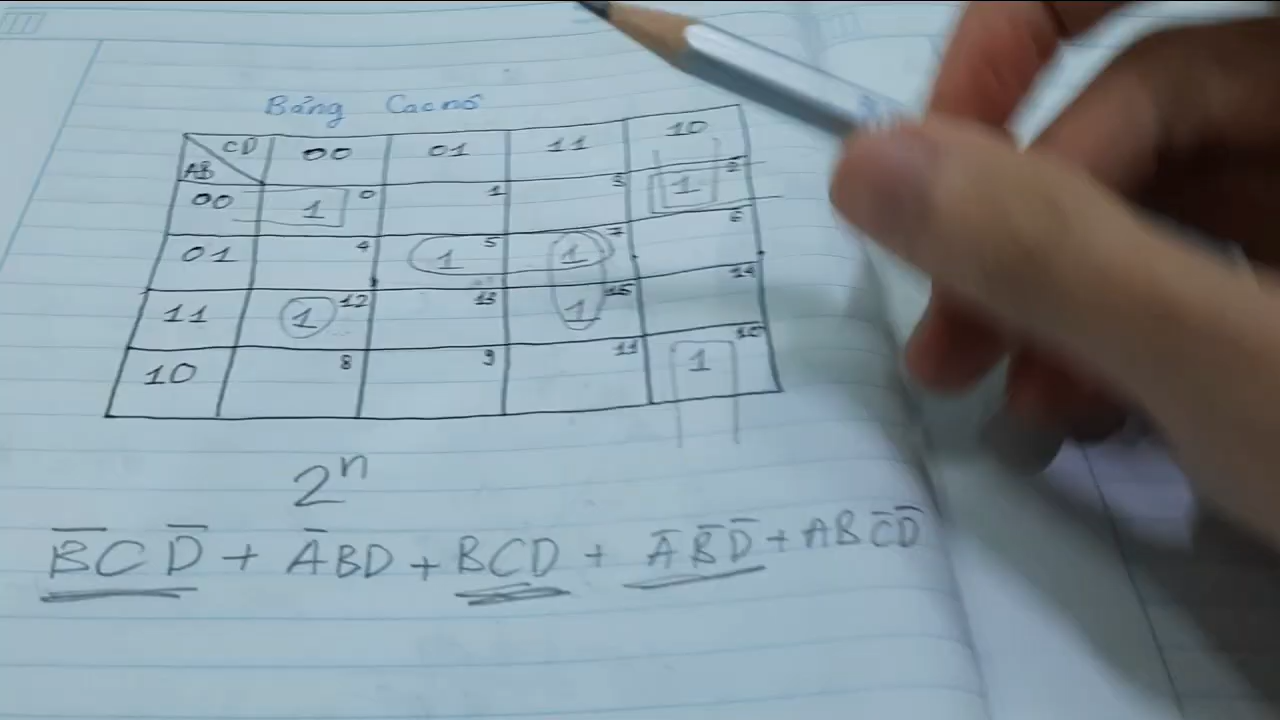 Bảng Cacnô
CD 00 01 11 10
AB
00 1 0 1 3 1 2
01 4 1 5 1 7 6
11 1 12 13 1 15 14
10 8 9 11 1 10
2ⁿ
B̅CD̅ + A̅BD + BCD + A̅B̅D̅ + ABC̅D̅